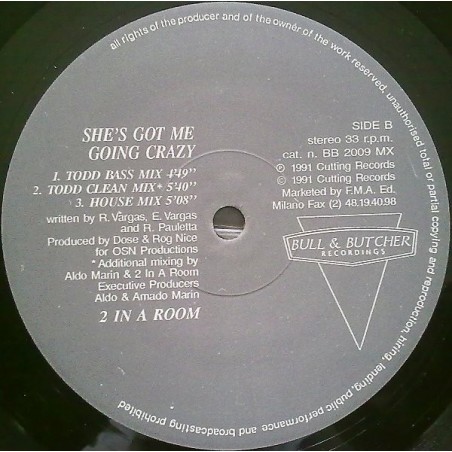 all rights of the producer and of the owner of the work reserved, unauthorised total or partial copying and reproduction, hiring, lending, public performance and broadcasting prohibited
SHE'S GOT ME
GOING CRAZY
1. TODD BASS MIX 4'49"
2. TODD CLEAN MIX* 5'40"
3. HOUSE MIX 5'08"
written by R. Vargas, E. Vargas
and R. Pauletta
Produced by Dose & Rog Nice
for OSN Productions
* Additional mixing by
Aldo Marin & 2 In A Room
Executive Producers
Aldo & Amado Marin
2 IN A ROOM
SIDE B
stereo 33 r.p.m.
cat. n. BB 2009 MX
℗ 1991 Cutting Records
© 1991 Cutting Records
Marketed by F.M.A. Ed.,
Milano Fax (2) 48.19.40.98
BULL & BUTCHER
RECORDINGS